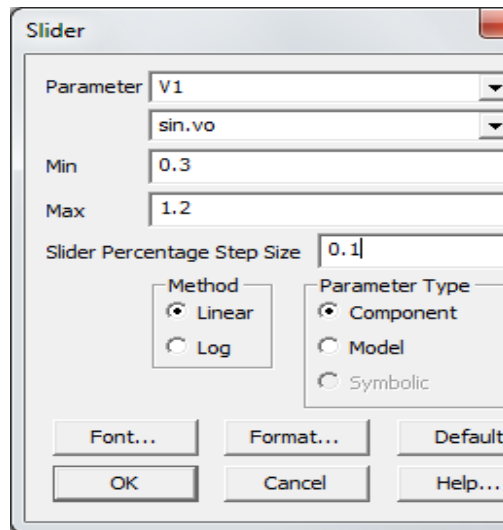 Slider
Parameter V1
sin.vo
Min 0.3
Max 1.2
Slider Percentage Step Size 0.1
Method Parameter Type
Linear Component
Log Model
Symbolic
Font... Format... Default
OK Cancel Help...